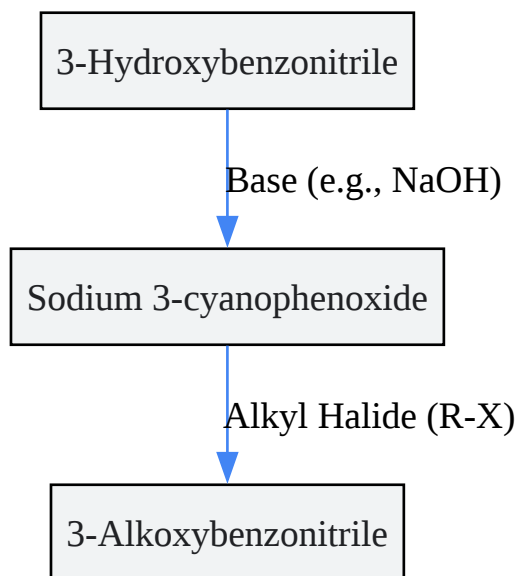 3-Hydroxybenzonitrile
Base (e.g., NaOH)
Sodium 3-cyanophenoxide
Alkyl Halide (R-X)
3-Alkoxybenzonitrile